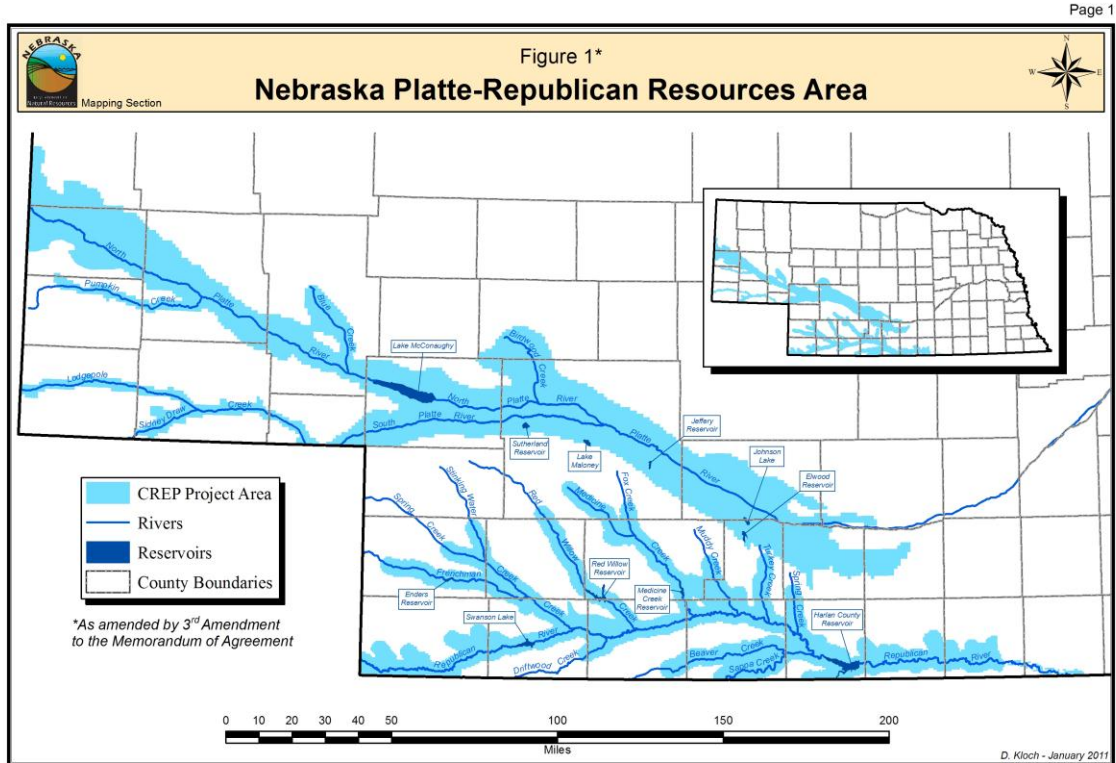 Page 1
NEBRASKA
Natural Resources
Mapping Section
Figure 1*
Nebraska Platte-Republican Resources Area
N
W
E
S
North
Platte
River
Pumpkin
Creek
Blue
Creek
Lake McConaughy
Birdwood
Creek
Lodgepole
Creek
Sidney Draw
North
Platte
River
South
Platte
River
Platte
River
Sutherland
Reservoir
Lake
Maloney
Jeffery
Reservoir
Johnson
Lake
Elwood
Reservoir
Stinking Water
Creek
Spring
Creek
Frenchman
Creek
Red
Willow
Creek
Medicine
Creek
Fox Creek
Muddy Creek
Turkey Creek
Spring Creek
Enders
Reservoir
Red Willow
Reservoir
Medicine
Creek
Reservoir
Swanson Lake
Harlan County
Reservoir
Republican
River
Driftwood
Creek
Beaver
Creek
Sappa Creek
Republican
River
CREP Project Area
Rivers
Reservoirs
County Boundaries
*As amended by 3rd Amendment
to the Memorandum of Agreement
0 10 20 30 40 50 100 150 200
Miles
D. Kloch - January 2011